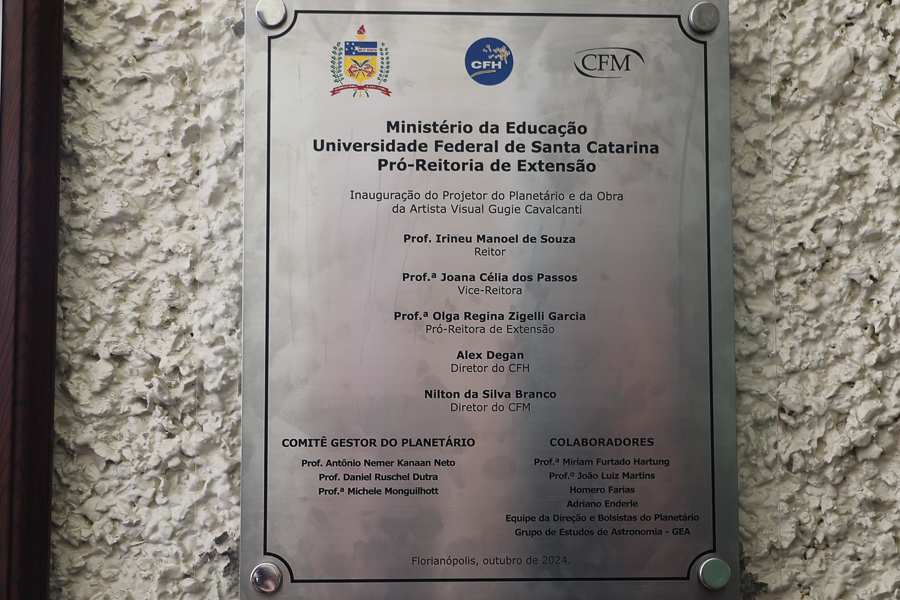 CFH
CFM
Ministério da Educação
Universidade Federal de Santa Catarina
Pró-Reitoria de Extensão
Inauguração do Projetor do Planetário e da Obra
da Artista Visual Gugie Cavalcanti
Prof. Irineu Manoel de Souza
Reitor
Prof.ª Joana Célia dos Passos
Vice-Reitora
Prof.ª Olga Regina Zigelli Garcia
Pró-Reitora de Extensão
Alex Degan
Diretor do CFH
Nilton da Silva Branco
Diretor do CFM
COMITÊ GESTOR DO PLANETÁRIO
Prof. Antônio Nemer Kanaan Neto
Prof. Daniel Ruschel Dutra
Prof.ª Michele Monguilhott
COLABORADORES
Prof.ª Miriam Furtado Hartung
Prof.º João Luiz Martins
Homero Farias
Adriano Enderle
Equipe da Direção e Bolsistas do Planetário
Grupo de Estudos de Astronomia - GEA
Florianópolis, outubro de 2024.